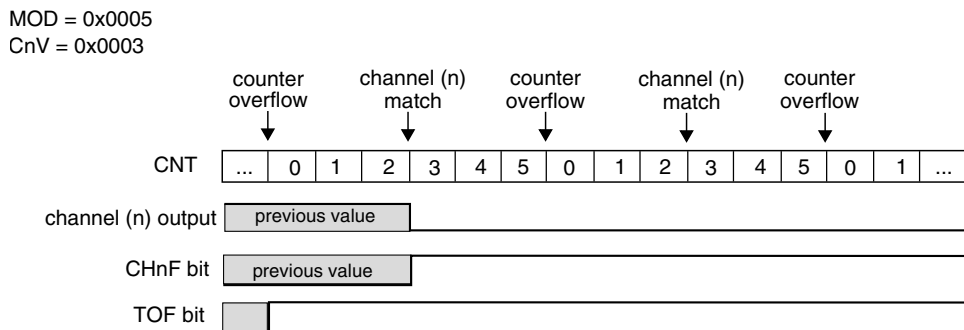 MOD = 0x0005
CnV = 0x0003
counter overflow
channel (n) match
counter overflow
channel (n) match
counter overflow
CNT ... 0 1 2 3 4 5 0 1 2 3 4 5 0 1 ...
channel (n) output previous value
CHnF bit previous value
TOF bit